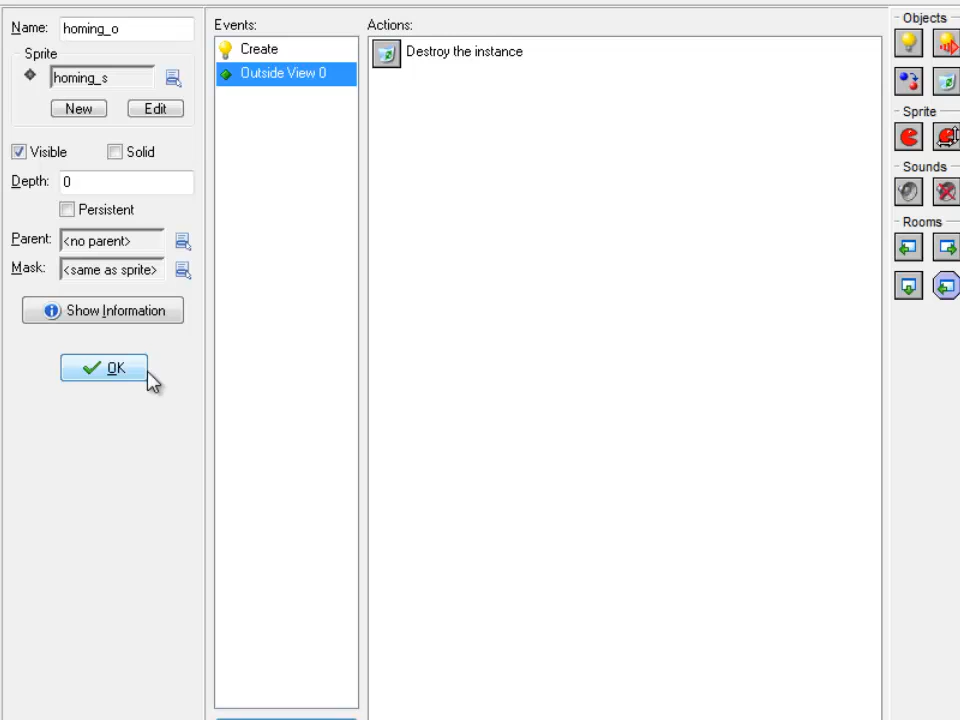 Name: homing_o
Sprite
homing_s
New Edit
Visible Solid
Depth: 0
Persistent
Parent: <no parent>
Mask: <same as sprite>
Show Information
OK
Events:
Create
Outside View 0
Actions:
Destroy the instance
Objects
Sprite
Sounds
Rooms